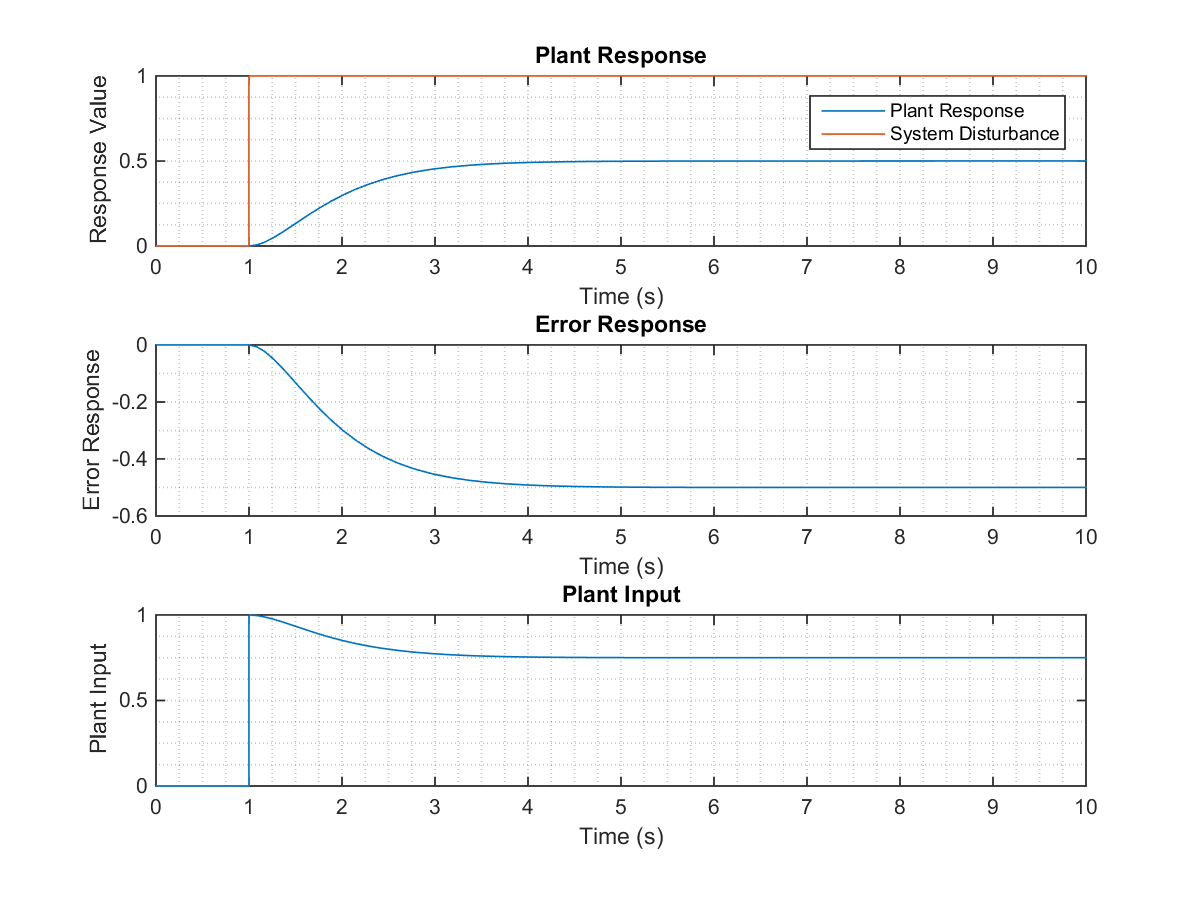 Plant Response
1
0.5
0
Response Value
Plant Response
System Disturbance
0 1 2 3 4 5 6 7 8 9 10
Time (s)
Error Response
0
-0.2
-0.4
-0.6
Error Response
0 1 2 3 4 5 6 7 8 9 10
Time (s)
Plant Input
1
0.5
0
Plant Input
0 1 2 3 4 5 6 7 8 9 10
Time (s)